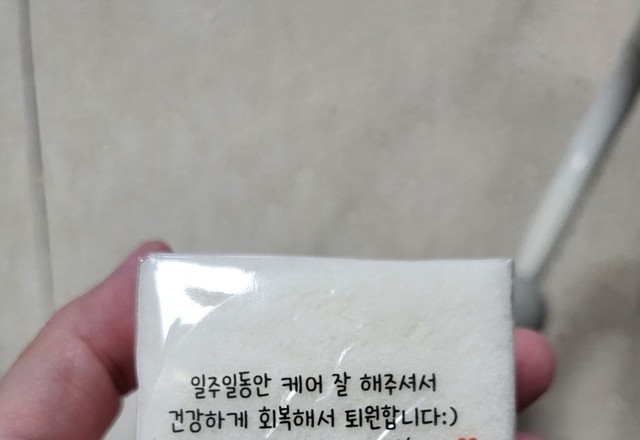 일주일동안 케어 잘 해주셔서
건강하게 회복해서 퇴원합니다:)